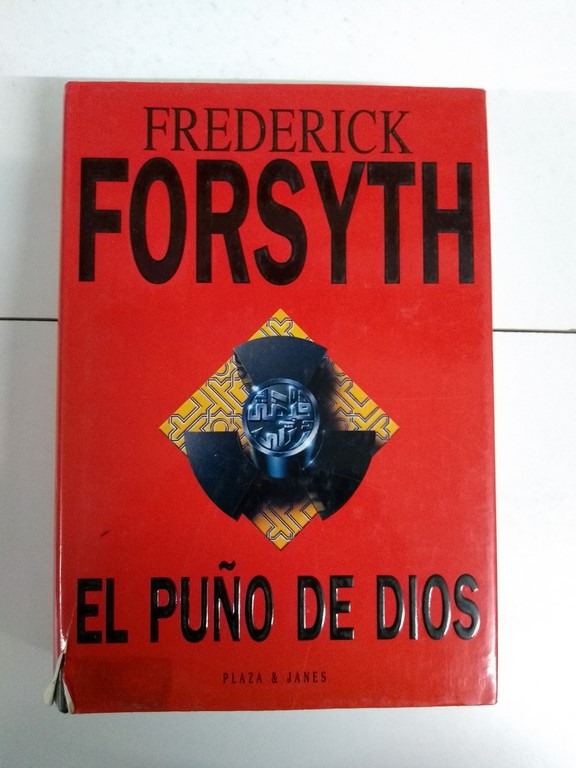 FREDERICK
FORSYTH
EL PUÑO DE DIOS
PLAZA & JANES